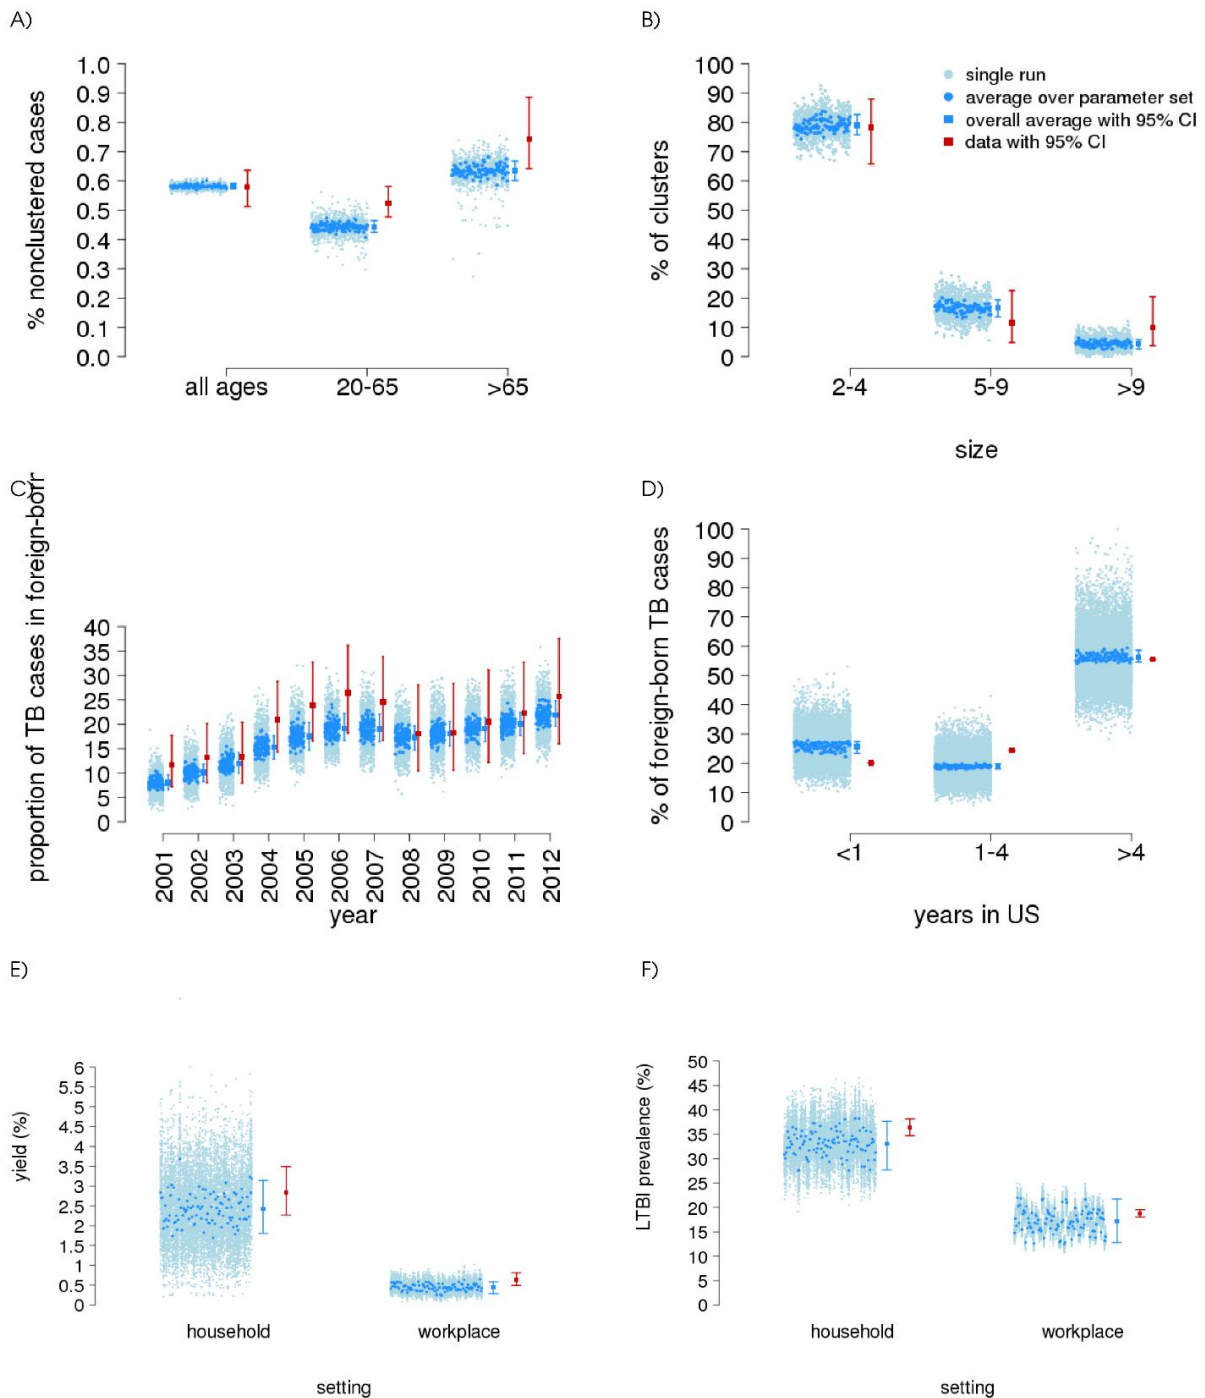 A)
% nonclustered cases
1.0
0.9
0.8
0.7
0.6
0.5
0.4
0.3
0.2
0.1
0.0
all ages 20-65 >65
B)
% of clusters
100
90
80
70
60
50
40
30
20
10
0
single run
average over parameter set
overall average with 95% CI
data with 95% CI
2-4 5-9 >9
size
C)
proportion of TB cases in foreign-borr
40
35
30
25
20
15
10
5
0
2001 2002 2003 2004 2005 2006 2007 2008 2009 2010 2011 2012
year
D)
% of foreign-born TB cases
100
90
80
70
60
50
40
30
20
10
0
<1 1-4 >4
years in US
E)
yield (%)
6
5.5
5
4.5
4
3.5
3
2.5
2
1.5
1
0.5
0
household workplace
setting
F)
LTBI prevalence (%)
50
45
40
35
30
25
20
15
10
5
0
household workplace
setting